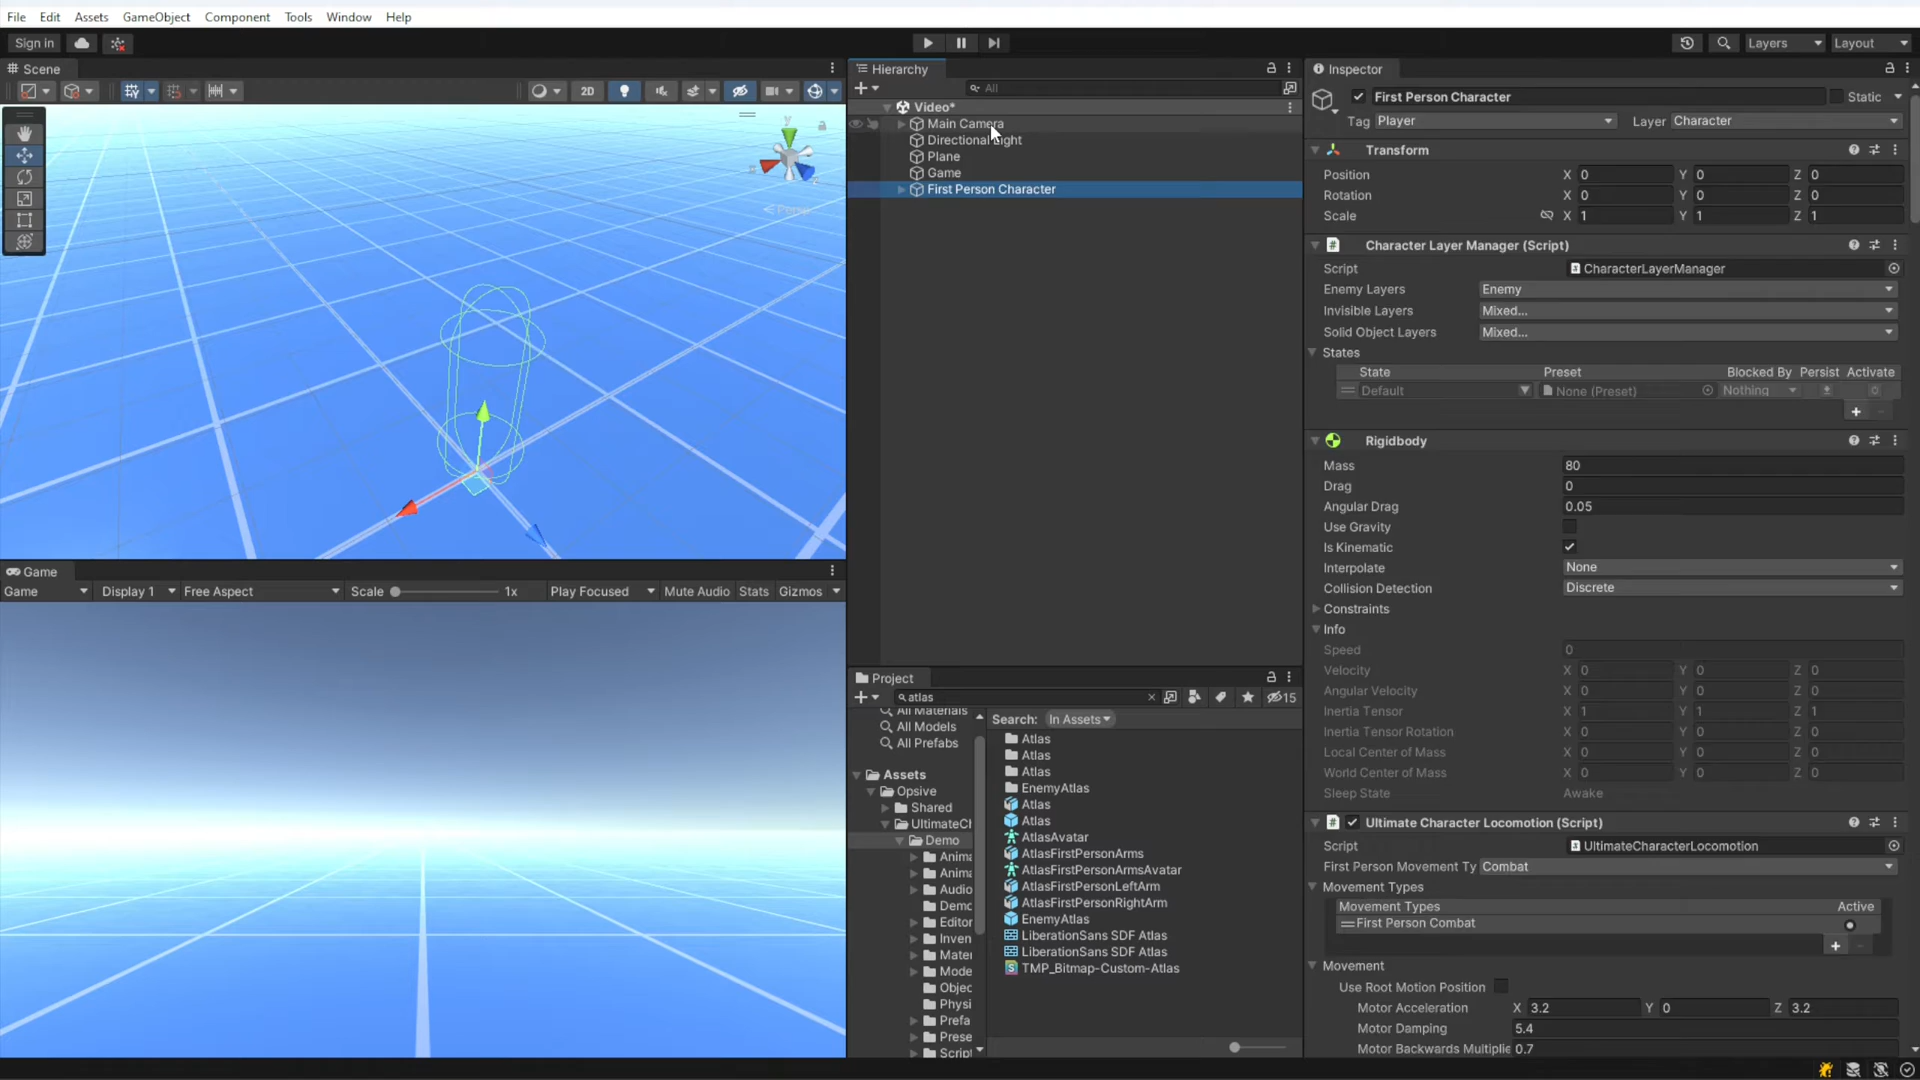 File Edit Assets GameObject Component Tools Window Help
Sign in Layers Layout
Scene
2D
y
Game
Game Display 1 Free Aspect Scale 1x Play Focused Mute Audio Stats Gizmos
Hierarchy
All
Video*
Main Camera
Directional Light
Plane
Game
First Person Character
Project
atlas 15
All Materials
All Models
All Prefabs
Assets
Opsive
Shared
UltimateCh
Demo
Anima
Anima
Audio
Demo
Editor
Inven
Mater
Mode
Objec
Physi
Prefa
Prese
Script
Search: In Assets
Atlas
Atlas
Atlas
EnemyAtlas
Atlas
Atlas
AtlasAvatar
AtlasFirstPersonArms
AtlasFirstPersonArmsAvatar
AtlasFirstPersonLeftArm
AtlasFirstPersonRightArm
EnemyAtlas
LiberationSans SDF Atlas
LiberationSans SDF Atlas
TMP_Bitmap-Custom-Atlas
Inspector
First Person Character Static
Tag Player Layer Character
Transform
Position X 0 Y 0 Z 0
Rotation X 0 Y 0 Z 0
Scale X 1 Y 1 Z 1
Character Layer Manager (Script)
Script CharacterLayerManager
Enemy Layers Enemy
Invisible Layers Mixed...
Solid Object Layers Mixed...
States
State Preset Blocked By Persist Activate
Default None (Preset) Nothing
Rigidbody
Mass 80
Drag 0
Angular Drag 0.05
Use Gravity
Is Kinematic
Interpolate None
Collision Detection Discrete
Constraints
Info
Speed 0
Velocity X 0 Y 0 Z 0
Angular Velocity X 0 Y 0 Z 0
Inertia Tensor X 1 Y 1 Z 1
Inertia Tensor Rotation X 0 Y 0 Z 0
Local Center of Mass X 0 Y 0 Z 0
World Center of Mass X 0 Y 0 Z 0
Sleep State Awake
Ultimate Character Locomotion (Script)
Script UltimateCharacterLocomotion
First Person Movement Ty Combat
Movement Types
Movement Types Active
First Person Combat
Movement
Use Root Motion Position
Motor Acceleration X 3.2 Y 0 Z 3.2
Motor Damping 5.4
Motor Backwards Multiplie 0.7